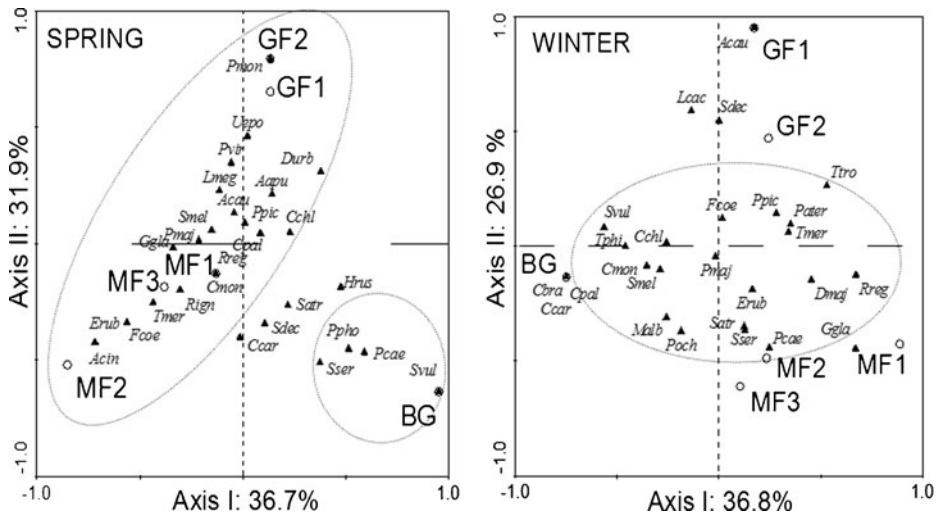 1.0
SPRING
GF2
Pmon
GF1
Uepo
Pvir
Durb
Lmeg
Aapu
Acau
Smel
Ppic
Cchl
Ggla
Pmaj
Cpal
MF1
Rreg
MF3
Cmon
Rign
Hrus
Tmer
Satr
Erub
Fcoe
Sdec
Ppho
Acin
Ccar
Pcae
MF2
Sser
Svul
BG
Axis II: 31.9%
-1.0
-1.0
Axis I: 36.7%
1.0
1.0
WINTER
Acau
GF1
Lcac
Sdec
GF2
Ttro
Svul
Fcoe
Ppic
Pater
Tphi
Cchl
Tmer
BG
Cmon
Pmaj
Cbra
Cpal
Smel
Dmaj
Rreg
Ccar
Erub
Malb
Satr
Ggla
Poch
Sser
Pcae
MF1
MF2
MF3
Axis II: 26.9 %
-1.0
-1.0
Axis I: 36.8%
1.0